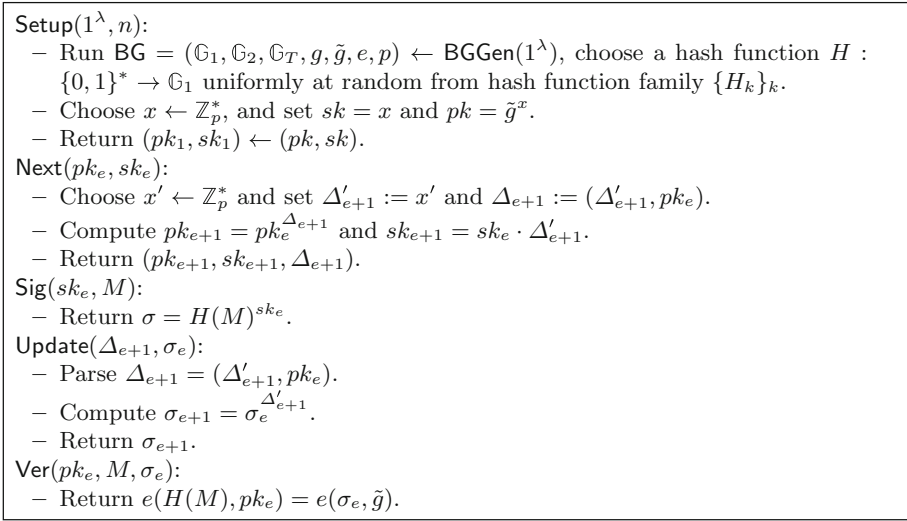 Setup(1^λ, n):
– Run BG = (𝔾₁, 𝔾₂, 𝔾_T, g, g̃, e, p) ← BGGen(1^λ), choose a hash function H :
{0, 1}* → 𝔾₁ uniformly at random from hash function family {H_k}_k.
– Choose x ← ℤ*_p, and set sk = x and pk = g̃^x.
– Return (pk₁, sk₁) ← (pk, sk).
Next(pk_e, sk_e):
– Choose x′ ← ℤ*_p and set Δ′_{e+1} := x′ and Δ_{e+1} := (Δ′_{e+1}, pk_e).
– Compute pk_{e+1} = pk_e^{Δ_{e+1}} and sk_{e+1} = sk_e · Δ′_{e+1}.
– Return (pk_{e+1}, sk_{e+1}, Δ_{e+1}).
Sig(sk_e, M):
– Return σ = H(M)^{sk_e}.
Update(Δ_{e+1}, σ_e):
– Parse Δ_{e+1} = (Δ′_{e+1}, pk_e).
– Compute σ_{e+1} = σ_e^{Δ′_{e+1}}.
– Return σ_{e+1}.
Ver(pk_e, M, σ_e):
– Return e(H(M), pk_e) = e(σ_e, g̃).